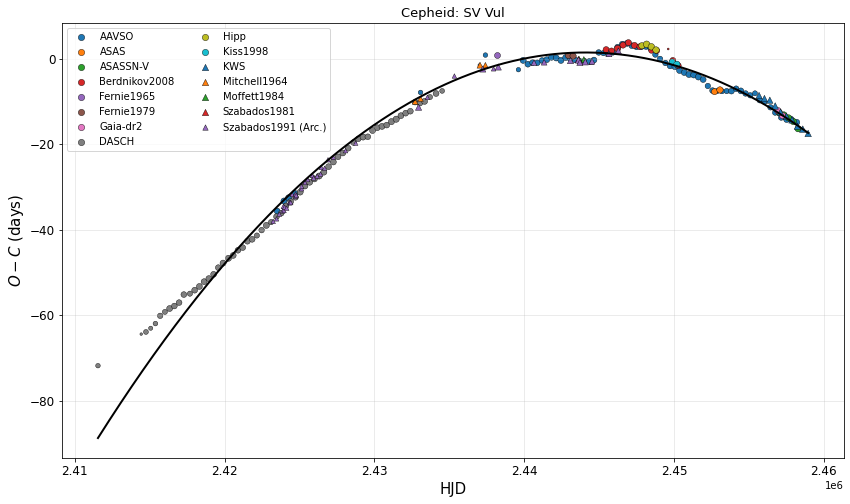 Cepheid: SV Vul
AAVSO
ASAS
ASASSN-V
Berdnikov2008
Fernie1965
Fernie1979
Gaia-dr2
DASCH
Hipp
Kiss1998
KWS
Mitchell1964
Moffett1984
Szabados1981
Szabados1991 (Arc.)
O − C (days)
0
−20
−40
−60
−80
2.41 2.42 2.43 2.44 2.45 2.46
1e6
HJD